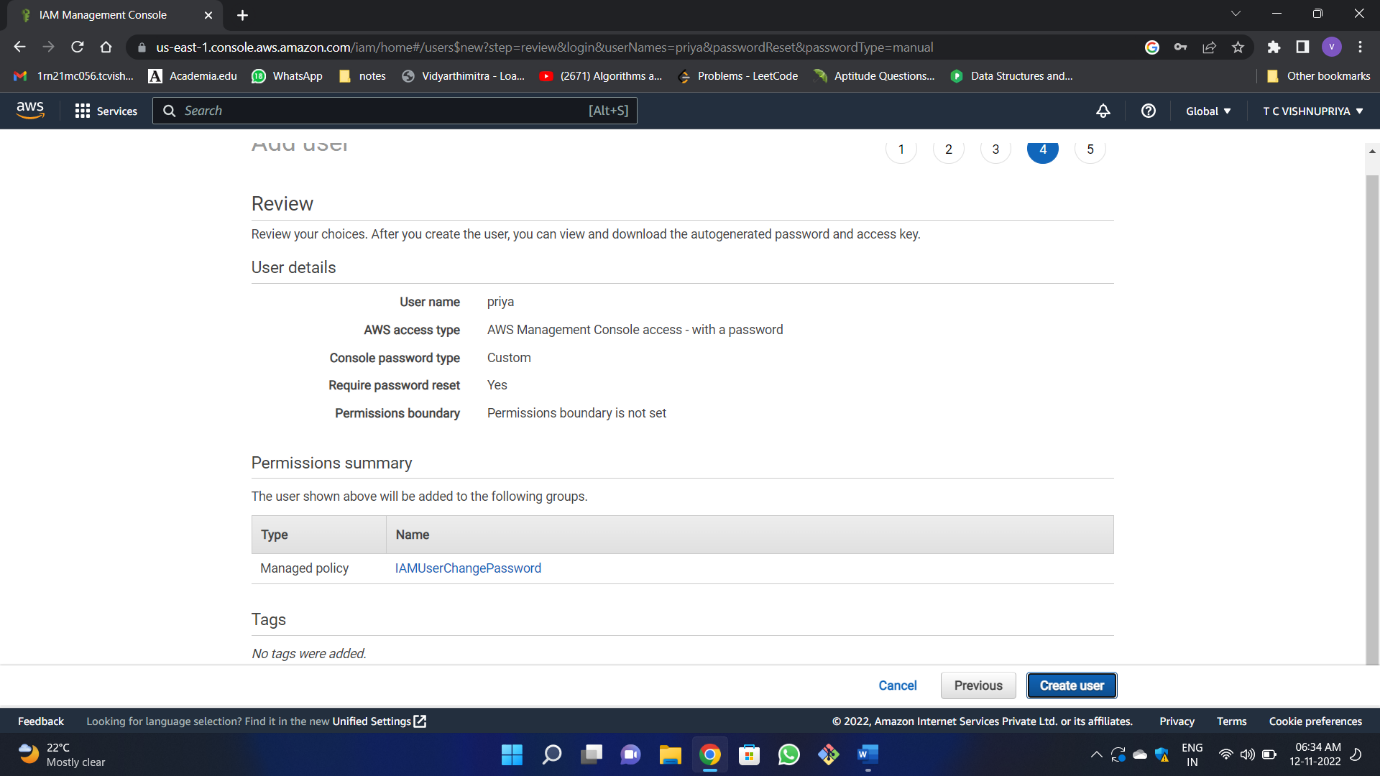 IAM Management Console
us-east-1.console.aws.amazon.com/iam/home#/users$new?step=review&login&userNames=priya&passwordReset&passwordType=manual
V
1rn21mc056.tcvish... Academia.edu WhatsApp notes Vidyarthimitra - Loa... (2671) Algorithms a... Problems - LeetCode Aptitude Questions... Data Structures and... Other bookmarks
aws Services Search [Alt+S] Global T C VISHNUPRIYA
Add user 1 2 3 4 5
Review
Review your choices. After you create the user, you can view and download the autogenerated password and access key.
User details
User name priya
AWS access type AWS Management Console access - with a password
Console password type Custom
Require password reset Yes
Permissions boundary Permissions boundary is not set
Permissions summary
The user shown above will be added to the following groups.
Type Name
Managed policy IAMUserChangePassword
Tags
No tags were added.
Cancel Previous Create user
Feedback Looking for language selection? Find it in the new Unified Settings © 2022, Amazon Internet Services Private Ltd. or its affiliates. Privacy Terms Cookie preferences
22°C
Mostly clear
ENG
IN
06:34 AM
12-11-2022